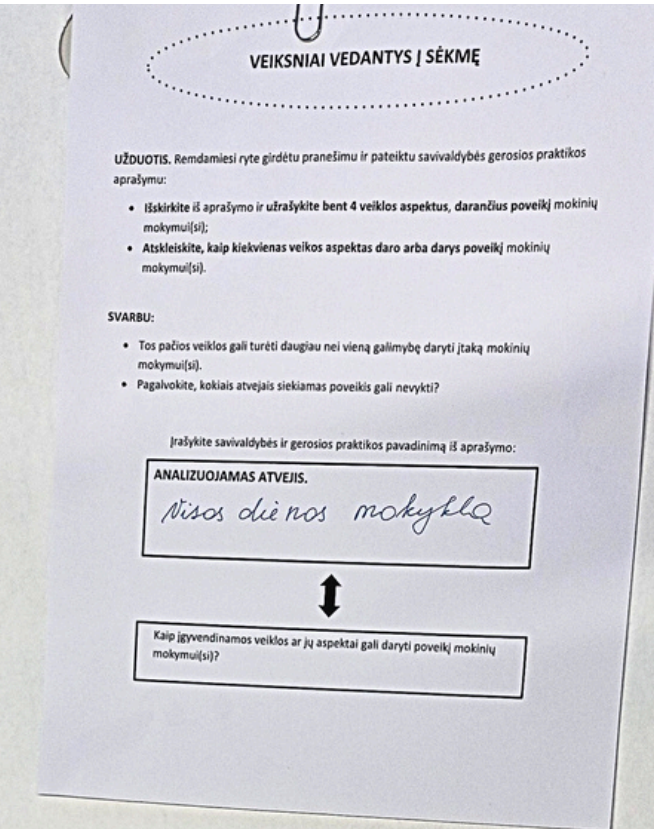 VEIKSNIAI VEDANTYS Į SĖKMĘ
UŽDUOTIS. Remdamiesi ryte girdėtu pranešimu ir pateiktu savivaldybės gerosios praktikos
aprašymu:
• Išskirkite iš aprašymo ir užrašykite bent 4 veiklos aspektus, darančius poveikį mokinių
mokymui(si);
• Atskleiskite, kaip kiekvienas veikos aspektas daro arba darys poveikį mokinių
mokymui(si).
SVARBU:
• Tos pačios veiklos gali turėti daugiau nei vieną galimybę daryti įtaką mokinių
mokymui(si).
• Pagalvokite, kokiais atvejais siekiamas poveikis gali nevykti?
Įrašykite savivaldybės ir gerosios praktikos pavadinimą iš aprašymo:
ANALIZUOJAMAS ATVEJIS.
Visos dienos mokykla
Kaip įgyvendinamos veiklos ar jų aspektai gali daryti poveikį mokinių
mokymui(si)?